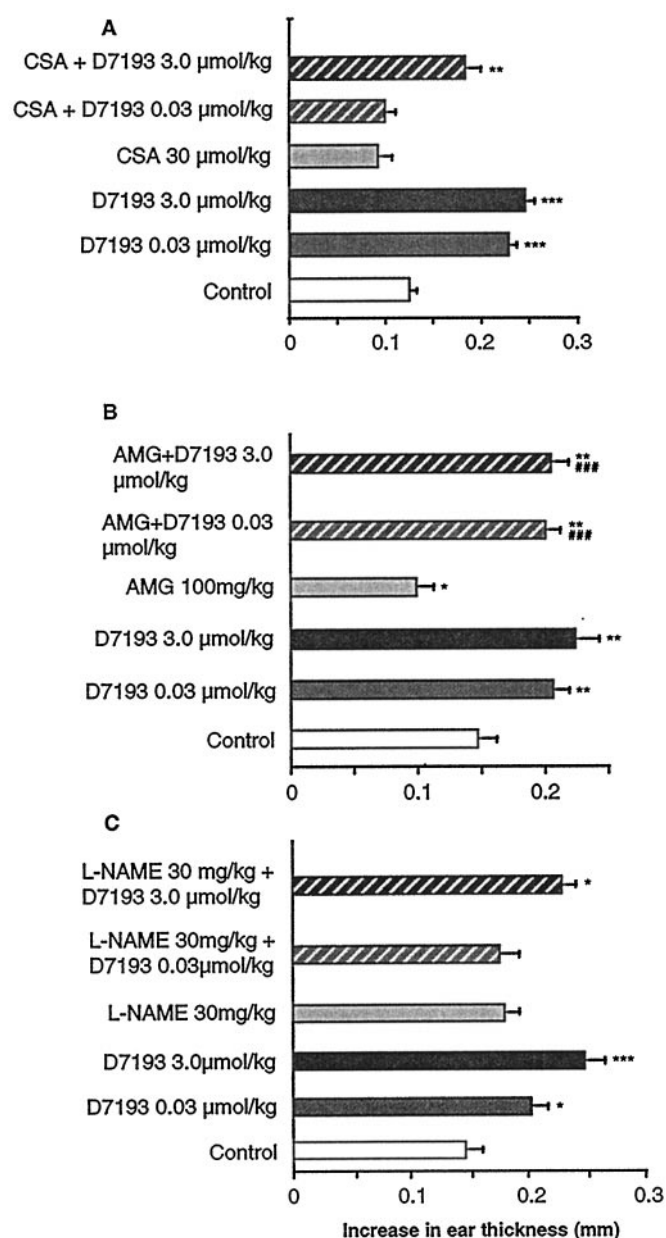 A
CSA + D7193 3.0 µmol/kg
**
CSA + D7193 0.03 µmol/kg
CSA 30 µmol/kg
D7193 3.0 µmol/kg
***
D7193 0.03 µmol/kg
***
Control
0 0.1 0.2 0.3
B
AMG+D7193 3.0
µmol/kg
**
###
AMG+D7193 0.03
µmol/kg
**
###
AMG 100mg/kg
*
D7193 3.0 µmol/kg
**
D7193 0.03 µmol/kg
**
Control
0 0.1 0.2
C
L-NAME 30 mg/kg +
D7193 3.0 µmol/kg
*
L-NAME 30mg/kg +
D7193 0.03µmol/kg
L-NAME 30mg/kg
D7193 3.0µmol/kg
***
D7193 0.03 µmol/kg
*
Control
0 0.1 0.2 0.3
Increase in ear thickness (mm)